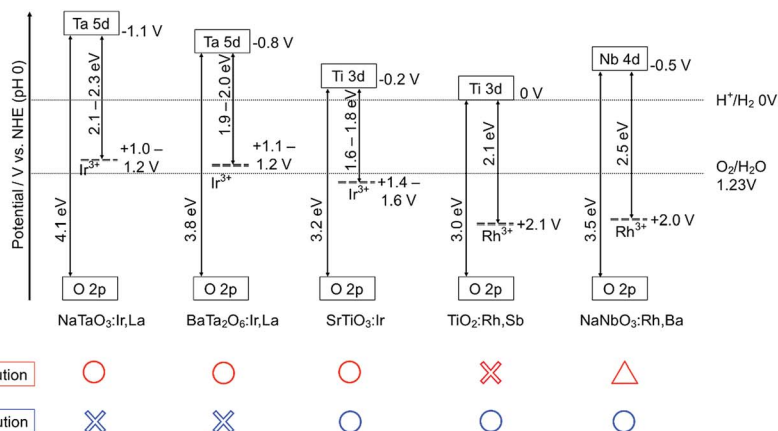 Potential / V vs. NHE (pH 0)
Ta 5d
-1.1 V
2.1 – 2.3 eV
4.1 eV
+1.0 –
1.2 V
Ir³⁺
O 2p
NaTaO₃:Ir,La
Ta 5d
-0.8 V
1.9 – 2.0 eV
3.8 eV
+1.1 –
1.2 V
Ir³⁺
O 2p
BaTa₂O₆:Ir,La
Ti 3d
-0.2 V
1.6 – 1.8 eV
3.2 eV
+1.4 –
1.6 V
Ir³⁺
O 2p
SrTiO₃:Ir
Ti 3d
0 V
2.1 eV
3.0 eV
+2.1 V
Rh³⁺
O 2p
TiO₂:Rh,Sb
Nb 4d
-0.5 V
2.5 eV
3.5 eV
+2.0 V
Rh³⁺
O 2p
NaNbO₃:Rh,Ba
H⁺/H₂ 0V
O₂/H₂O
1.23V
ution
ution